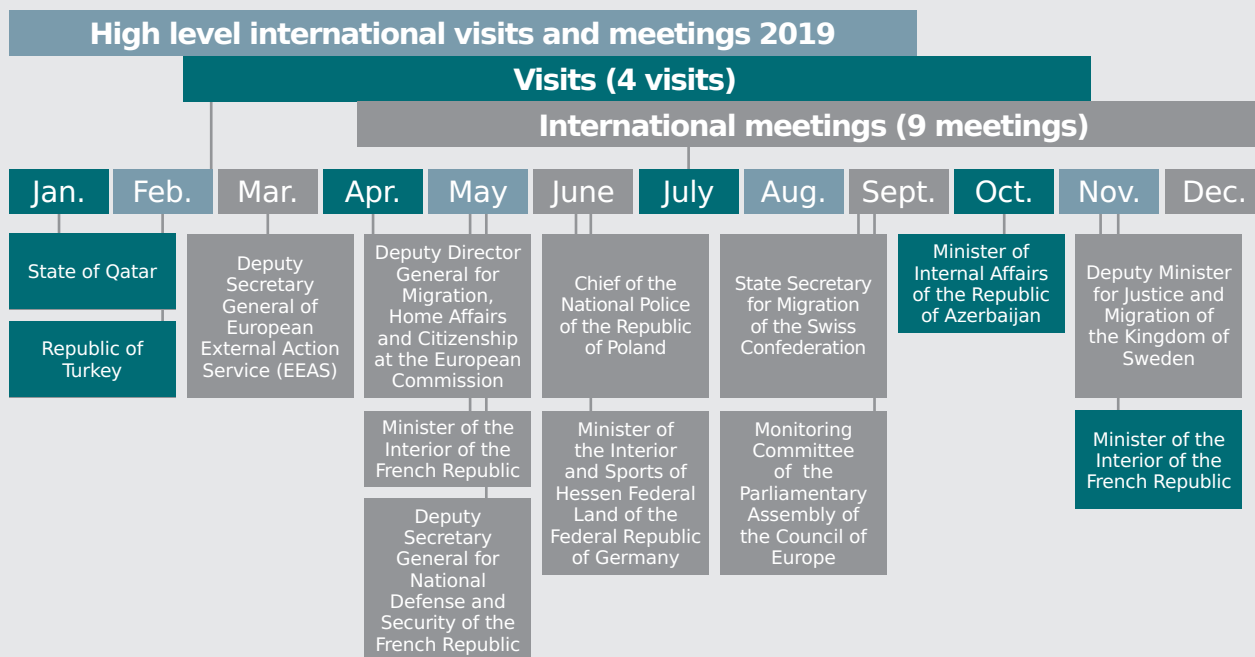 High level international visits and meetings 2019
Visits (4 visits)
International meetings (9 meetings)
Jan.
Feb.
Mar.
Apr.
May
June
July
Aug.
Sept.
Oct.
Nov.
Dec.
State of Qatar
Republic of
Turkey
Deputy
Secretary
General of
European
External Action
Service (EEAS)
Deputy Director
General for
Migration,
Home Affairs
and Citizenship
at the European
Commission
Minister of the
Interior of the
French Republic
Deputy
Secretary
General for
National
Defense and
Security of the
French Republic
Chief of the
National Police
of the Republic
of Poland
Minister of
the Interior
and Sports of
Hessen Federal
Land of the
Federal Republic
of Germany
State Secretary
for Migration
of the Swiss
Confederation
Monitoring
Committee
of the
Parliamentary
Assembly of
the Council of
Europe
Minister of
Internal Affairs
of the Republic
of Azerbaijan
Deputy Minister
for Justice and
Migration of
the Kingdom of
Sweden
Minister of the
Interior of the
French Republic